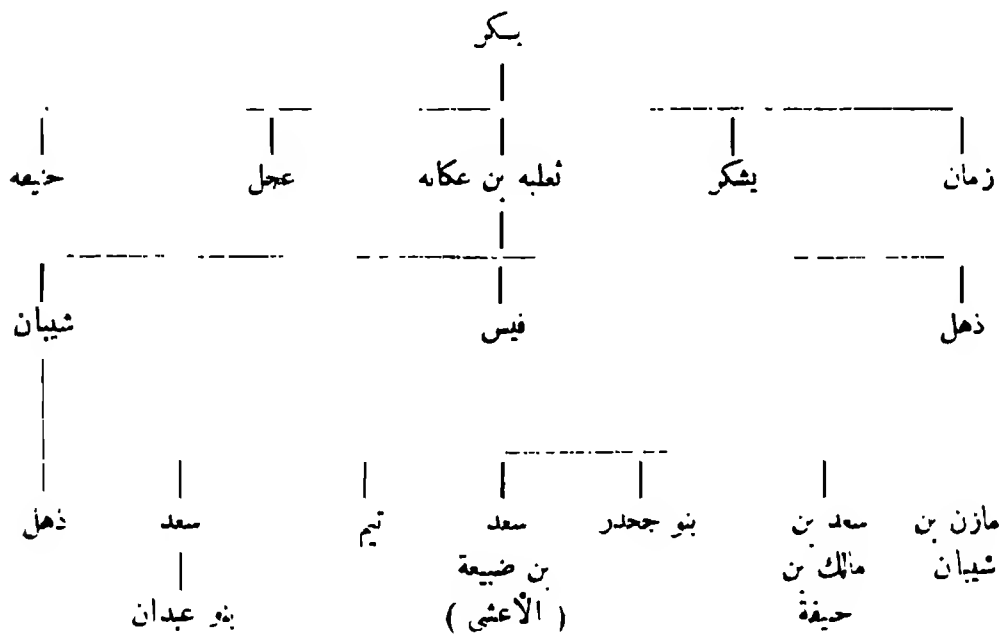 بكر
زمان يشكر ثعلبه بن عكابه عجل حنيفه
ذهل قيس شيبان
مازن بن شيبان
سعد بن مالك بن حنيفة
بنو جحدر
سعد بن ضبيعة ( الأعشى )
تيم
سعد
بنو عبدان
ذهل